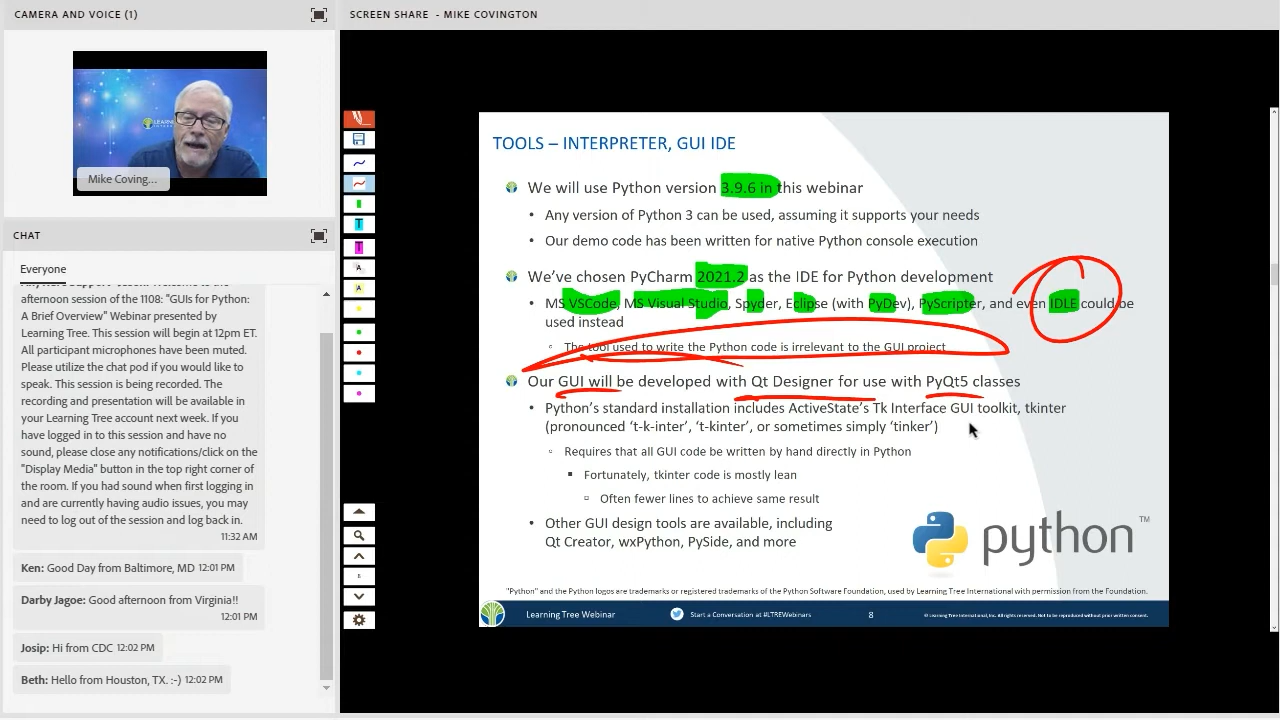 CAMERA AND VOICE (1)
SCREEN SHARE - MIKE COVINGTON
Mike Coving...
CHAT
Everyone
afternoon session of the 1108: "GUIs for Python:
a Brief Overview" Webinar presented by
Learning Tree. This session will begin at 12pm ET.
All participant microphones have been muted.
Please utilize the chat pod if you would like to
speak. This session is being recorded. The
recording and presentation will be available in
your Learning Tree account next week. If you
have logged in to this session and have no
sound, please close any notifications/click on the
"Display Media" button in the top right corner of
the room. If you had sound when first logging in
and are currently having audio issues, you may
need to log out of the session and log back in.
11:32 AM
Ken: Good Day from Baltimore, MD 12:01 PM
Darby Jagoe: Good afternoon from Virginia!!
12:01 PM
Josip: Hi from CDC 12:02 PM
Beth: Hello from Houston, TX. :-) 12:02 PM
T
T
A
A
8
TOOLS – INTERPRETER, GUI IDE
We will use Python version 3.9.6 in this webinar
• Any version of Python 3 can be used, assuming it supports your needs
• Our demo code has been written for native Python console execution
We've chosen PyCharm 2021.2 as the IDE for Python development
• MS VSCode, MS Visual Studio, Spyder, Eclipse (with PyDev), PyScripter, and even IDLE could be
used instead
The tool used to write the Python code is irrelevant to the GUI project
Our GUI will be developed with Qt Designer for use with PyQt5 classes
• Python's standard installation includes ActiveState's Tk Interface GUI toolkit, tkinter
(pronounced 't-k-inter', 't-kinter', or sometimes simply 'tinker')
Requires that all GUI code be written by hand directly in Python
Fortunately, tkinter code is mostly lean
Often fewer lines to achieve same result
• Other GUI design tools are available, including
Qt Creator, wxPython, PySide, and more
python™
"Python" and the Python logos are trademarks or registered trademarks of the Python Software Foundation, used by Learning Tree International with permission from the Foundation.
Learning Tree Webinar
Start a Conversation at #LTREWebinars
8
© Learning Tree International, Inc. All rights reserved. Not to be reproduced without prior written consent.